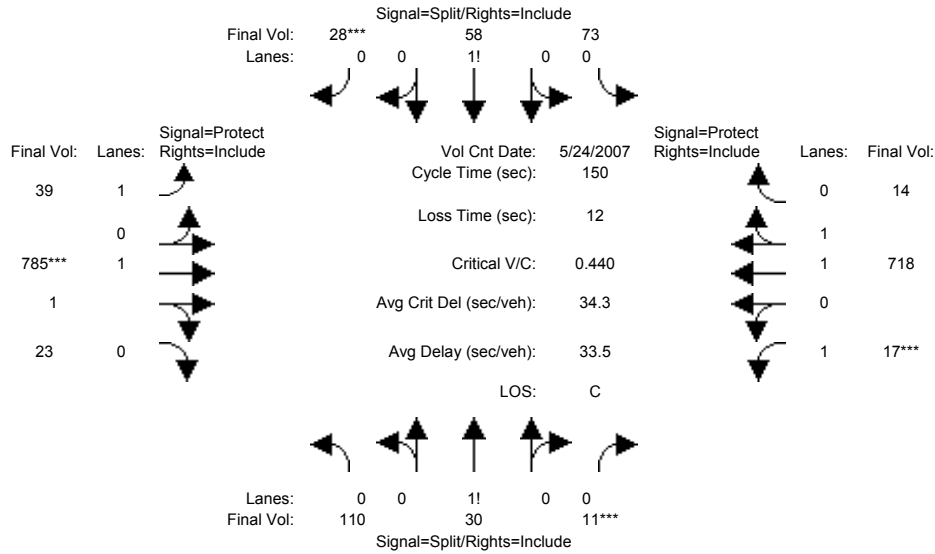 Signal=Split/Rights=Include
Final Vol: 28*** 58 73
Lanes: 0 0 1! 0 0
Signal=Protect
Final Vol: Lanes: Rights=Include
Vol Cnt Date: 5/24/2007
Signal=Protect
Rights=Include Lanes: Final Vol:
Cycle Time (sec): 150
39 1
0 14
Loss Time (sec): 12
0
1
785*** 1
Critical V/C: 0.440
1 718
1
Avg Crit Del (sec/veh): 34.3
0
23 0
Avg Delay (sec/veh): 33.5
1 17***
LOS: C
Lanes: 0 0 1! 0 0
Final Vol: 110 30 11***
Signal=Split/Rights=Include